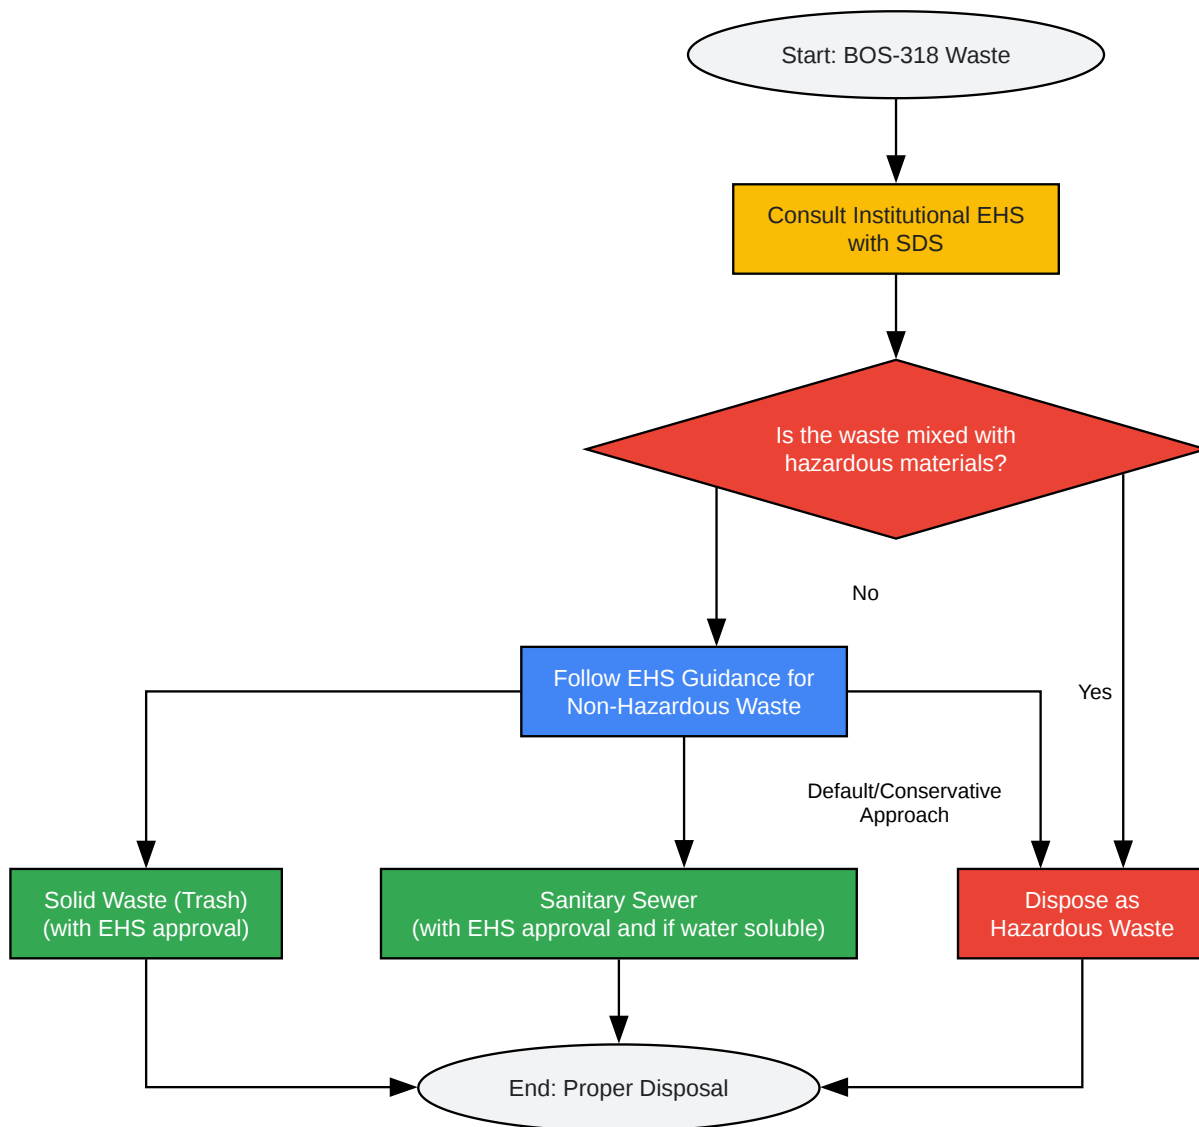 Start: BOS-318 Waste
Consult Institutional EHS
with SDS
Is the waste mixed with
hazardous materials?
No
Follow EHS Guidance for
Non-Hazardous Waste
Yes
Default/Conservative
Approach
Solid Waste (Trash)
(with EHS approval)
Sanitary Sewer
(with EHS approval and if water soluble)
Dispose as
Hazardous Waste
End: Proper Disposal